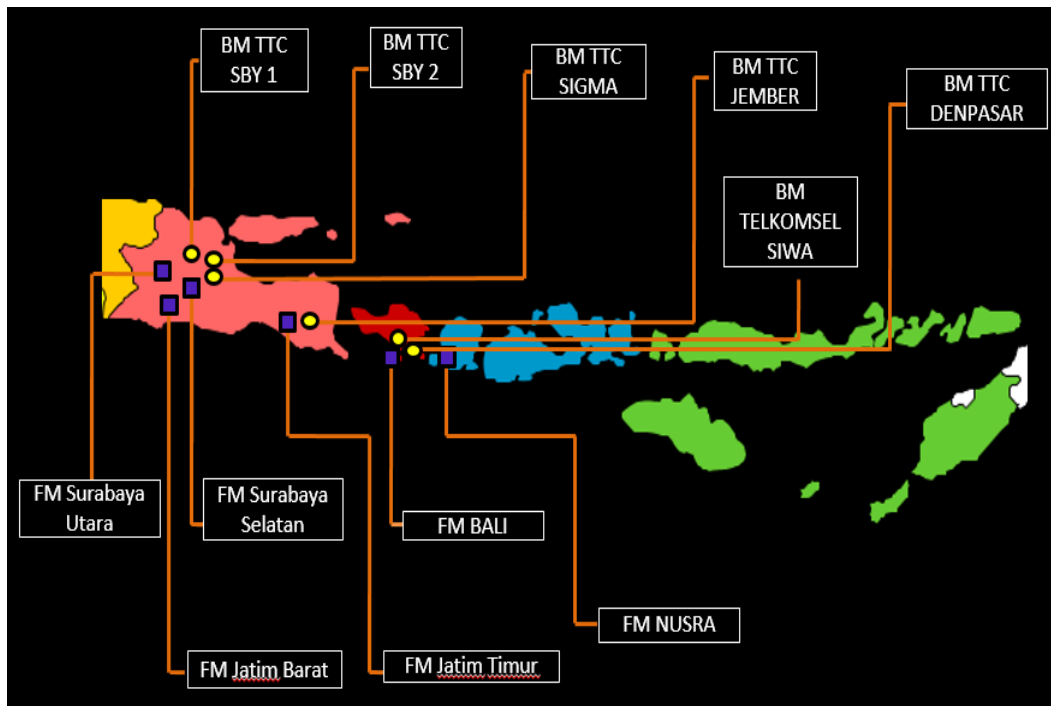 BM TTC
SBY 1
BM TTC
SBY 2
BM TTC
SIGMA
BM TTC
JEMBER
BM TTC
DENPASAR
BM
TELKOMSEL
SIWA
FM Surabaya
Utara
FM Surabaya
Selatan
FM BALI
FM NUSRA
FM Jatim Barat
FM Jatim Timur